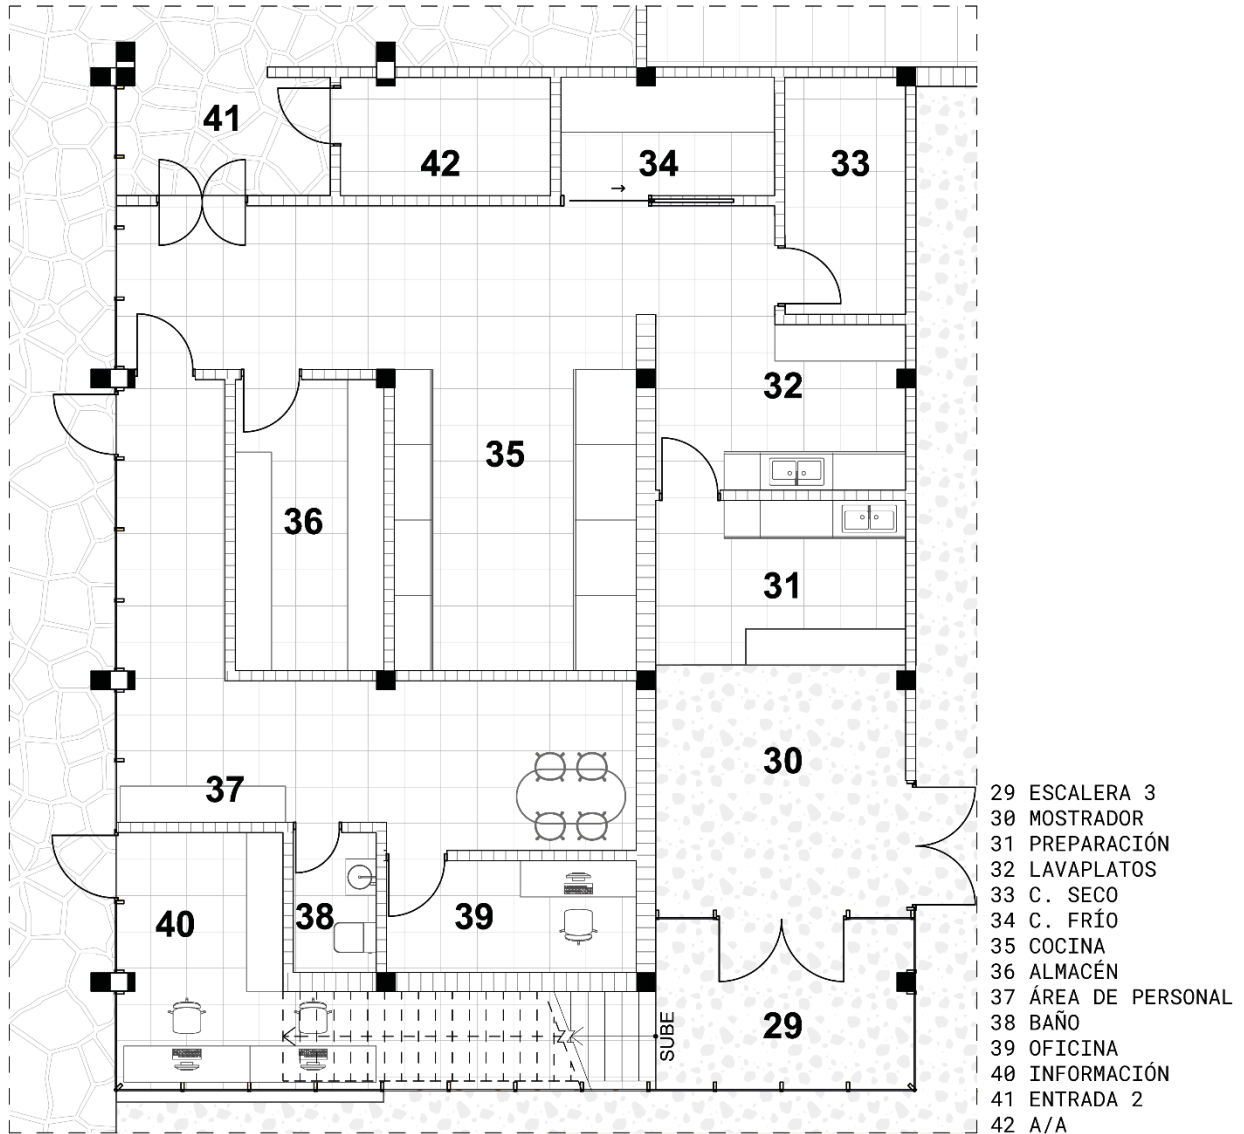 41
42
34
33
32
35
36
31
30
37
38
39
40
29
SUBE
29 ESCALERA 3
30 MOSTRADOR
31 PREPARACIÓN
32 LAVAPLATOS
33 C. SECO
34 C. FRÍO
35 COCINA
36 ALMACÉN
37 ÁREA DE PERSONAL
38 BAÑO
39 OFICINA
40 INFORMACIÓN
41 ENTRADA 2
42 A/A